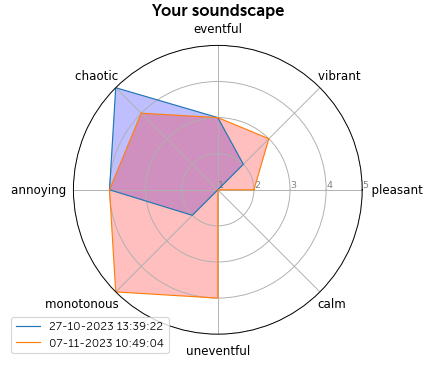 Your soundscape
eventful
chaotic
vibrant
annoying
1
2
3
4
5
pleasant
monotonous
calm
27-10-2023 13:39:22
07-11-2023 10:49:04
uneventful